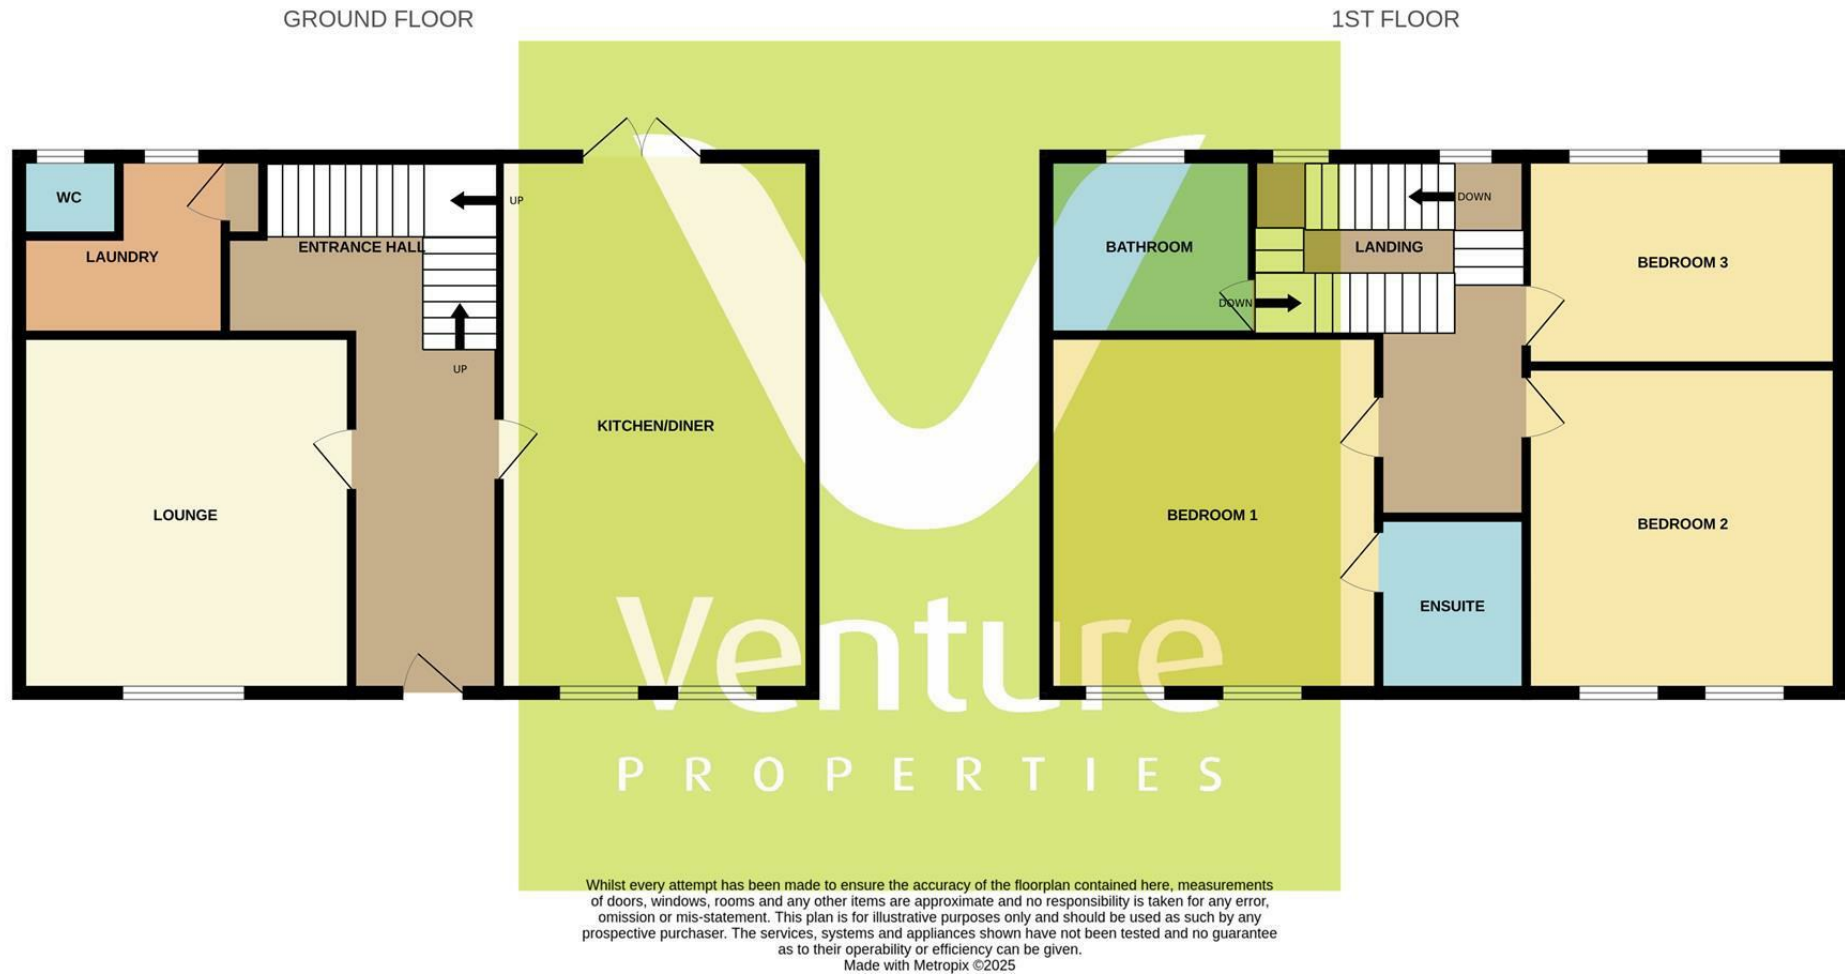 GROUND FLOOR
1ST FLOOR
WC
UP
LAUNDRY
ENTRANCE HALL
UP
KITCHEN/DINER
LOUNGE
DOWN
BATHROOM
LANDING
BEDROOM 3
DOWN
BEDROOM 1
BEDROOM 2
ENSUITE
Venture
PROPERTIES
Whilst every attempt has been made to ensure the accuracy of the floorplan contained here, measurements
of doors, windows, rooms and any other items are approximate and no responsibility is taken for any error,
omission or mis-statement. This plan is for illustrative purposes only and should be used as such by any
prospective purchaser. The services, systems and appliances shown have not been tested and no guarantee
as to their operability or efficiency can be given.
Made with Metropix ©2025